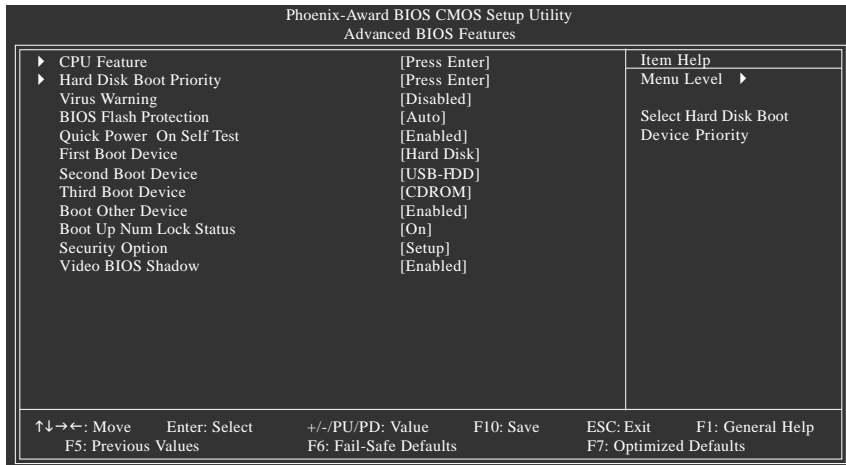 Phoenix-Award BIOS CMOS Setup Utility
Advanced BIOS Features
CPU Feature [Press Enter]
Hard Disk Boot Priority [Press Enter]
Virus Warning [Disabled]
BIOS Flash Protection [Auto]
Quick Power On Self Test [Enabled]
First Boot Device [Hard Disk]
Second Boot Device [USB-FDD]
Third Boot Device [CDROM]
Boot Other Device [Enabled]
Boot Up Num Lock Status [On]
Security Option [Setup]
Video BIOS Shadow [Enabled]
Item Help
Menu Level
Select Hard Disk Boot
Device Priority
↑↓→←: Move Enter: Select +/-/PU/PD: Value F10: Save ESC: Exit F1: General Help
F5: Previous Values F6: Fail-Safe Defaults F7: Optimized Defaults